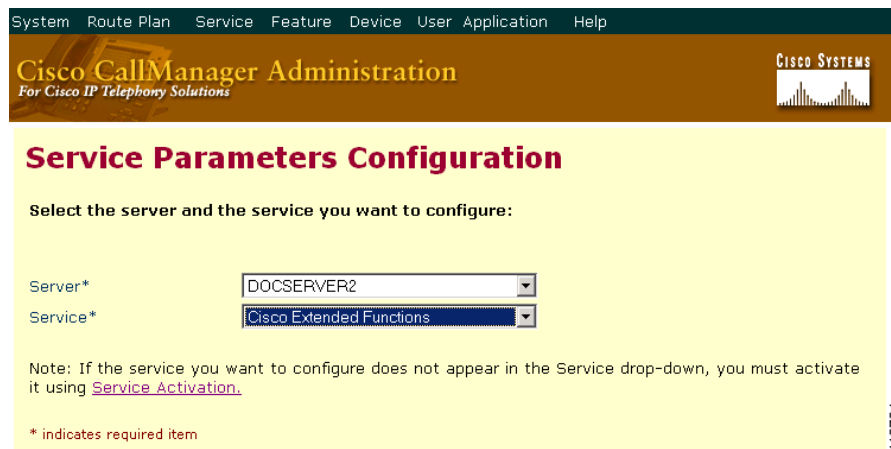 System Route Plan Service Feature Device User Application Help
Cisco CallManager Administration
For Cisco IP Telephony Solutions
CISCO SYSTEMS
Service Parameters Configuration
Select the server and the service you want to configure:
Server* DOCSERVER2
Service* Cisco Extended Functions
Note: If the service you want to configure does not appear in the Service drop-down, you must activate
it using Service Activation.
* indicates required item